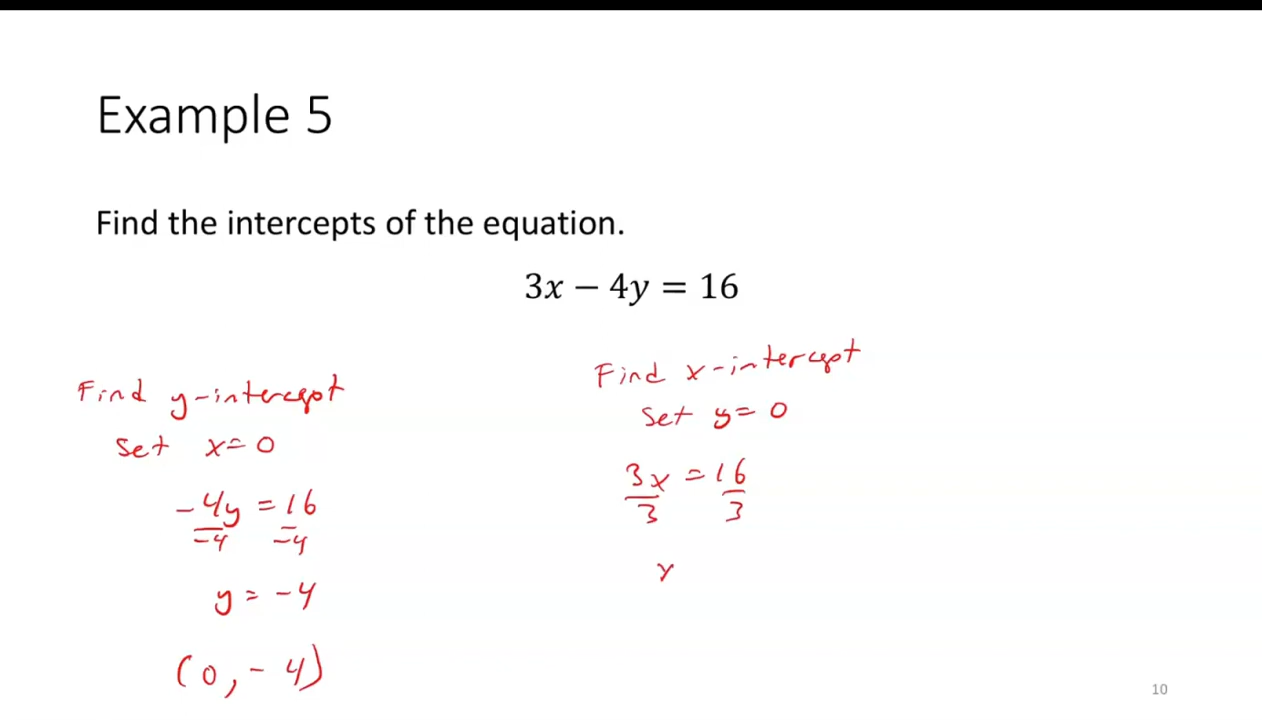 Example 5
Find the intercepts of the equation.
3x − 4y = 16
Find y-intercept
Set x=0
-4y = 16
-4 -4
y = -4
(0, -4)
Find x-intercept
Set y=0
3x = 16
3 3
x
10